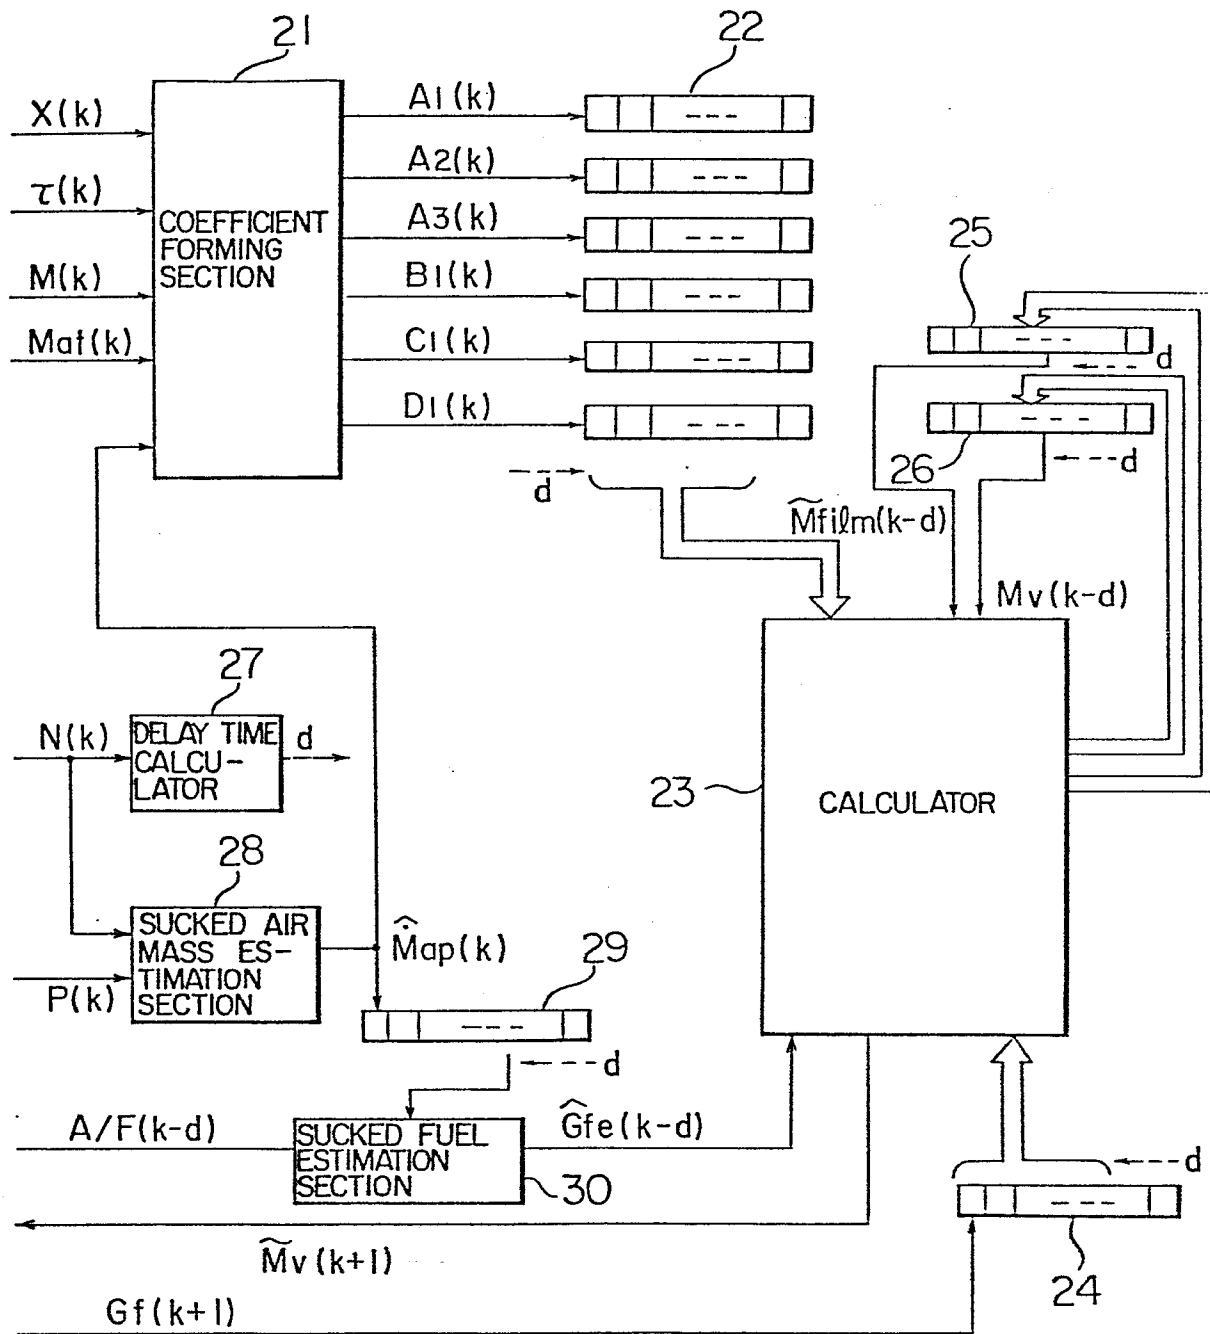 21
22
X(k)
τ(k)
M(k)
Mat(k)
COEFFICIENT
FORMING
SECTION
A1(k)
A2(k)
A3(k)
B1(k)
C1(k)
D1(k)
---
---
---
---
---
---
d
25
---
d
---
26
d
M̃film(k-d)
Mv(k-d)
27
N(k)
DELAY TIME
CALCU-
LATOR
d
23
CALCULATOR
28
SUCKED AIR
MASS ES-
TIMATION
SECTION
P(k)
M̂̇ap(k)
29
---
d
A/F(k-d)
SUCKED FUEL
ESTIMATION
SECTION
30
Ĝfe(k-d)
d
---
24
M̃v(k+1)
Gf(k+1)